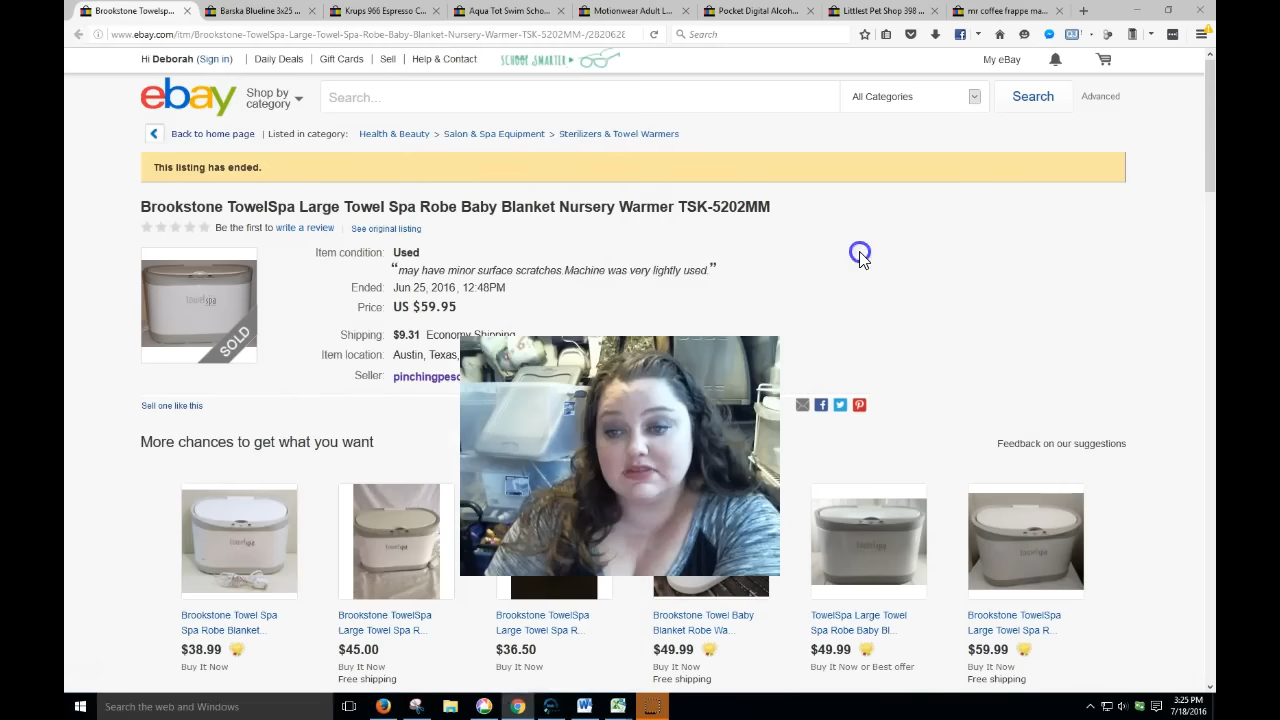 Brookstone Towelsp...
Barska Blueline 3x25 ...
Krups 966 Espresso C...
Aqua Tot Swim Scho...
Motionwear Adult L...
Pocket Digital Alcoh...
Littlest Pet Shop 398 ...
mr coffee frappe ma...
www.ebay.com/itm/Brookstone-TowelSpa-Large-Towel-Spa-Robe-Baby-Blanket-Nursery-Warmer-TSK-5202MM-/2820628
Search
Hi Deborah (Sign in)
Daily Deals
Gift Cards
Sell
Help & Contact
SCHOOL SMARTER
My eBay
ebay
Shop by category
Search...
All Categories
Search
Advanced
Back to home page
Listed in category:
Health & Beauty > Salon & Spa Equipment > Sterilizers & Towel Warmers
This listing has ended.
Brookstone TowelSpa Large Towel Spa Robe Baby Blanket Nursery Warmer TSK-5202MM
Be the first to write a review
See original listing
Item condition: Used
“may have minor surface scratches.Machine was very lightly used.”
Ended: Jun 25, 2016 , 12:48PM
Price: US $59.95
Shipping: $9.31 Economy Shipping
Item location: Austin, Texas,
Seller: pinchingpes
towelspa
SOLD
Sell one like this
More chances to get what you want
Feedback on our suggestions
Brookstone Towel Spa
Spa Robe Blanket...
$38.99
Buy It Now
Brookstone TowelSpa
Large Towel Spa R...
$45.00
Buy It Now
Free shipping
Brookstone TowelSpa
Large Towel Spa R...
$36.50
Buy It Now
Brookstone Towel Baby
Blanket Robe Wa...
$49.99
Buy It Now
Free shipping
TowelSpa Large Towel
Spa Robe Baby Bl...
$49.99
Buy It Now or Best offer
Brookstone TowelSpa
Large Towel Spa R...
$59.99
Buy It Now
Free shipping
Search the web and Windows
3:25 PM
7/18/2016